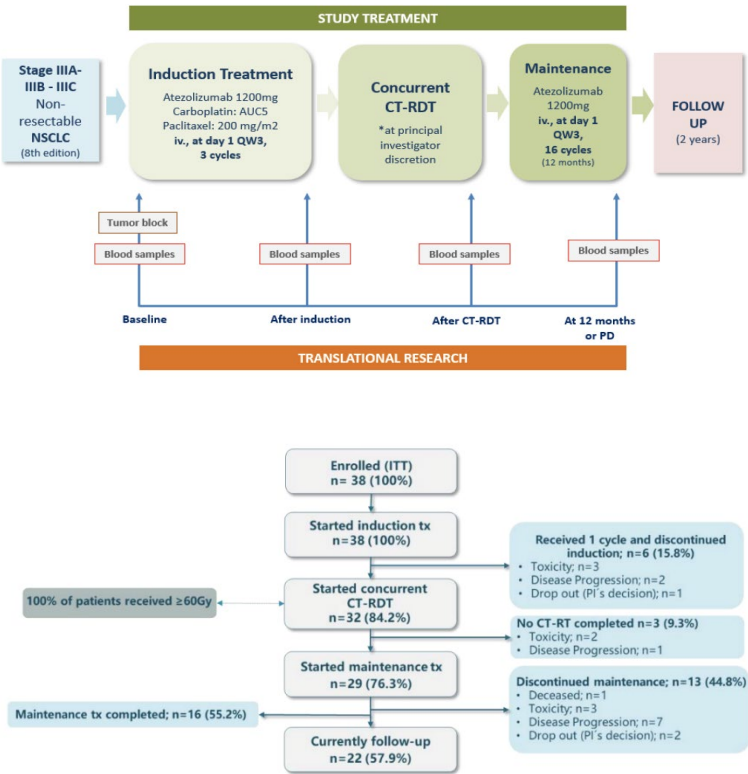 STUDY TREATMENT
Stage IIIA-
IIIB - IIIC
Non-
resectable
NSCLC
(8th edition)
Induction Treatment
Atezolizumab 1200mg
Carboplatin: AUC5
Paclitaxel: 200 mg/m2
iv., at day 1 QW3,
3 cycles
Concurrent
CT-RDT
*at principal
investigator
discretion
Maintenance
Atezolizumab
1200mg
iv., at day 1
QW3,
16 cycles
(12 months)
FOLLOW
UP
(2 years)
Tumor block
Blood samples
Blood samples
Blood samples
Blood samples
Baseline
After induction
After CT-RDT
At 12 months
or PD
TRANSLATIONAL RESEARCH
Enrolled (ITT)
n= 38 (100%)
Started induction tx
n=38 (100%)
Received 1 cycle and discontinued
induction; n=6 (15.8%)
• Toxicity; n=3
• Disease Progression; n=2
• Drop out (PI´s decision); n=1
100% of patients received ≥60Gy
Started concurrent
CT-RDT
n=32 (84.2%)
No CT-RT completed n=3 (9.3%)
• Toxicity; n=2
• Disease Progression; n=1
Started maintenance tx
n=29 (76.3%)
Discontinued maintenance; n=13 (44.8%)
• Deceased; n=1
• Toxicity; n=3
• Disease Progression; n=7
• Drop out (PI´s decision); n=2
Maintenance tx completed; n=16 (55.2%)
Currently follow-up
n=22 (57.9%)